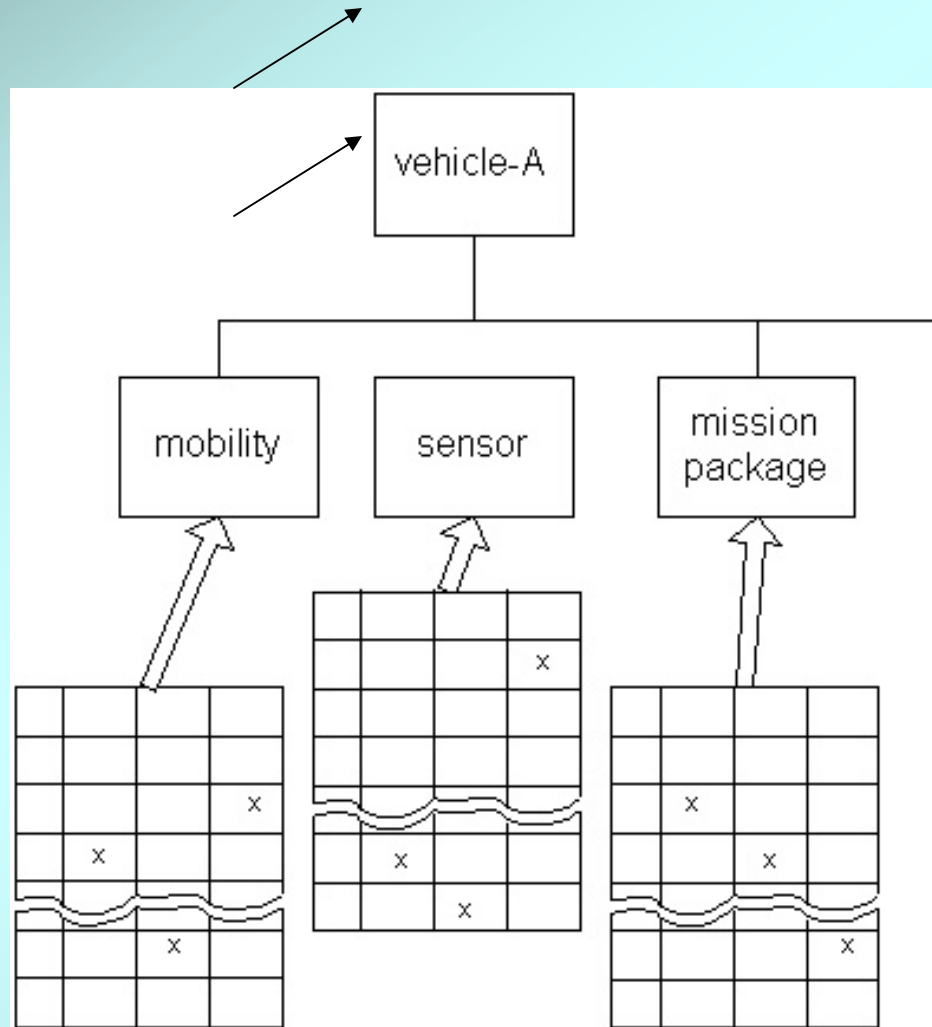 vehicle-A
mobility
sensor
mission
package
x
x
x
x
x
x
x
x
x